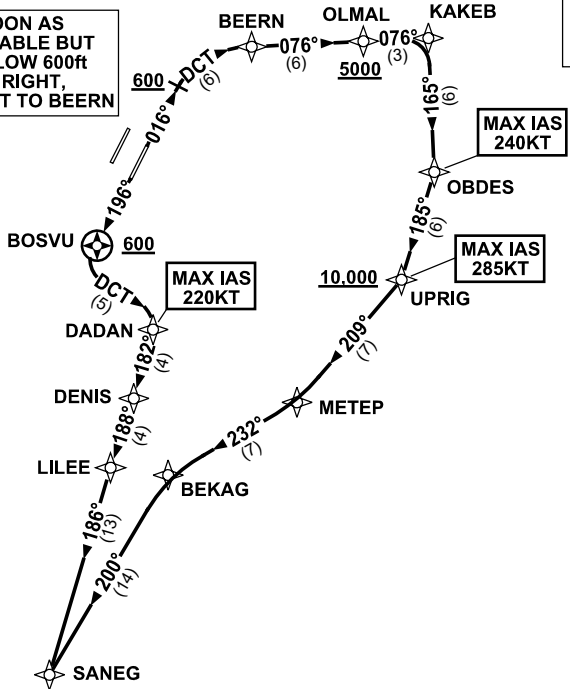 OON AS
ABLE BUT
LOW 600ft
RIGHT,
T TO BEERN
BEERN
OLMAL
KAKEB
076°
(6)
076°
(3)
5000
600
DCT
(6)
016°
165°
(6)
MAX IAS
240KT
OBDES
196°
185°
(6)
BOSVU
600
MAX IAS
285KT
10,000
UPRIG
DCT
(5)
MAX IAS
220KT
DADAN
209°
(7)
182°
(4)
DENIS
METEP
188°
(4)
232°
(7)
LILEE
BEKAG
186°
(13)
200°
(14)
SANEG